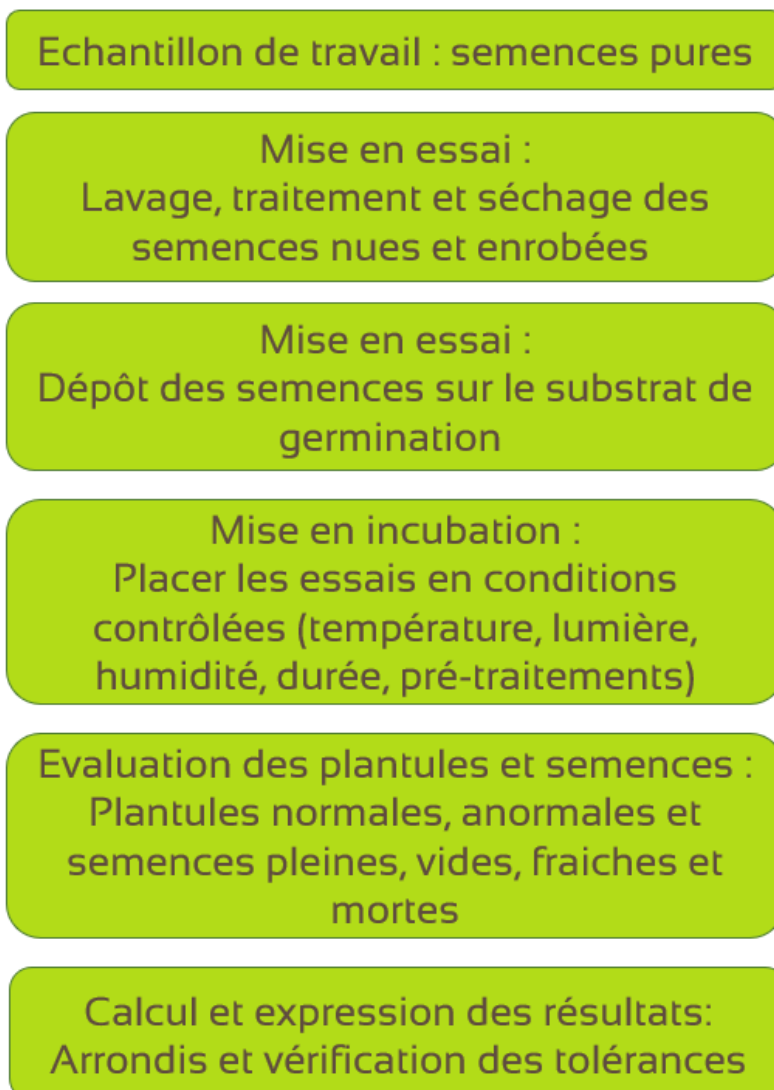 Echantillon de travail : semences pures
Mise en essai :
Lavage, traitement et séchage des
semences nues et enrobées
Mise en essai :
Dépôt des semences sur le substrat de
germination
Mise en incubation :
Placer les essais en conditions
contrôlées (température, lumière,
humidité, durée, pré-traitements)
Evaluation des plantules et semences :
Plantules normales, anormales et
semences pleines, vides, fraiches et
mortes
Calcul et expression des résultats:
Arrondis et vérification des tolérances